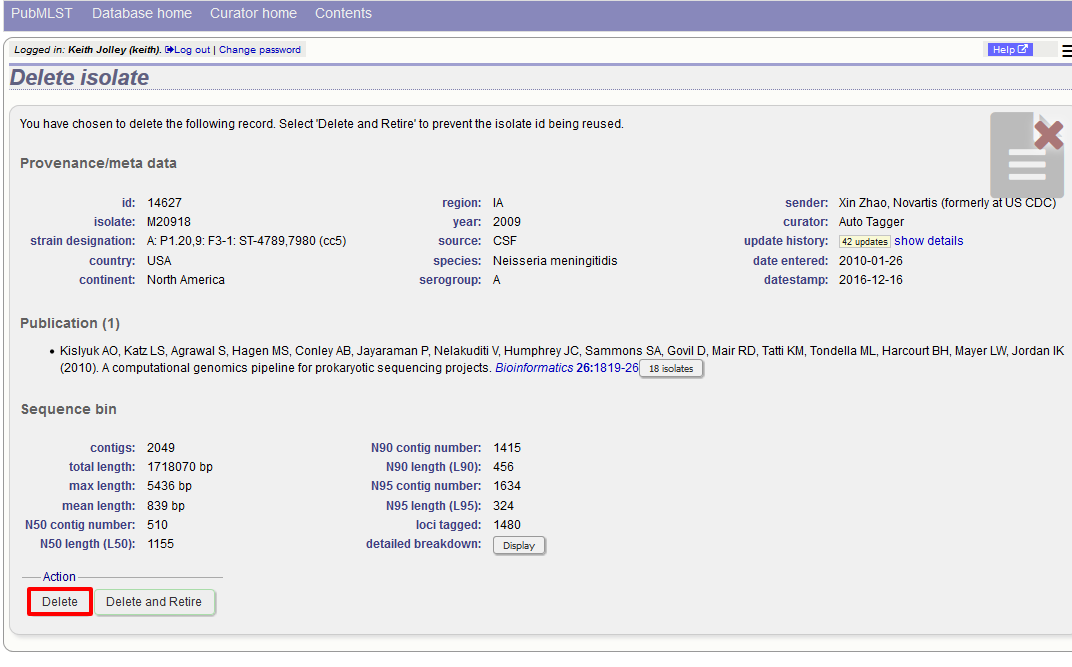 PubMLST Database home Curator home Contents
Logged in: Keith Jolley (keith). Log out | Change password Help
Delete isolate
You have chosen to delete the following record. Select 'Delete and Retire' to prevent the isolate id being reused.
Provenance/meta data
id: 14627 region: IA sender: Xin Zhao, Novartis (formerly at US CDC)
isolate: M20918 year: 2009 curator: Auto Tagger
strain designation: A: P1.20,9: F3-1: ST-4789,7980 (cc5) source: CSF update history: 42 updates show details
country: USA species: Neisseria meningitidis date entered: 2010-01-26
continent: North America serogroup: A datestamp: 2016-12-16
Publication (1)
• Kislyuk AO, Katz LS, Agrawal S, Hagen MS, Conley AB, Jayaraman P, Nelakuditi V, Humphrey JC, Sammons SA, Govil D, Mair RD, Tatti KM, Tondella ML, Harcourt BH, Mayer LW, Jordan IK
(2010). A computational genomics pipeline for prokaryotic sequencing projects. Bioinformatics 26:1819-26 18 isolates
Sequence bin
contigs: 2049 N90 contig number: 1415
total length: 1718070 bp N90 length (L90): 456
max length: 5436 bp N95 contig number: 1634
mean length: 839 bp N95 length (L95): 324
N50 contig number: 510 loci tagged: 1480
N50 length (L50): 1155 detailed breakdown: Display
Action
Delete Delete and Retire